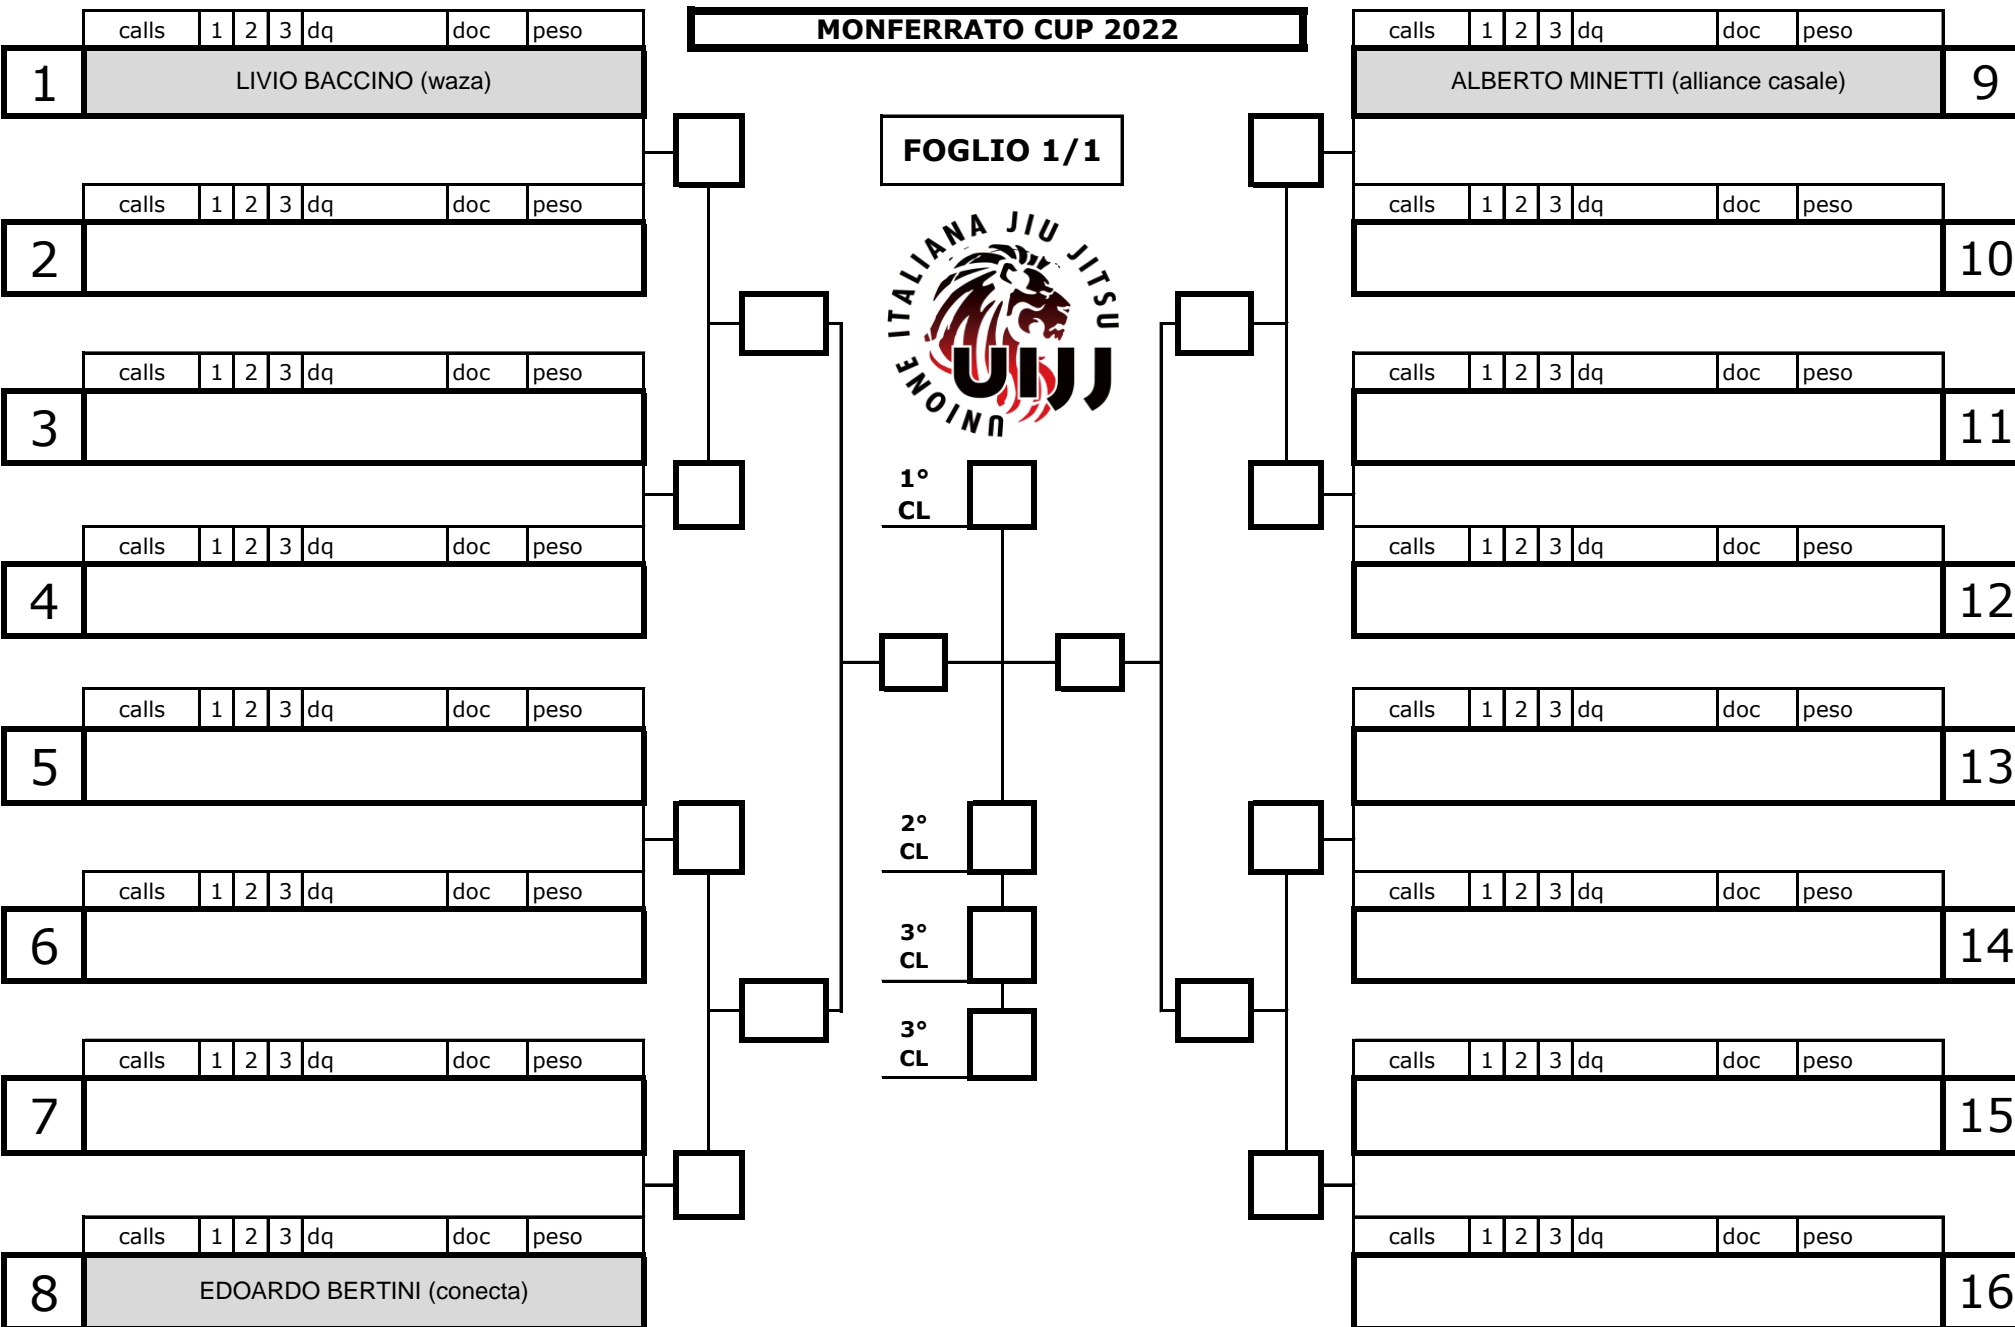 MONFERRATO CUP 2022
FOGLIO 1/1
UNIONE ITALIANA JIU JITSU
UIJJ
calls 1 2 3 dq doc peso
1 LIVIO BACCINO (waza)
calls 1 2 3 dq doc peso
2
calls 1 2 3 dq doc peso
3
calls 1 2 3 dq doc peso
4
calls 1 2 3 dq doc peso
5
calls 1 2 3 dq doc peso
6
calls 1 2 3 dq doc peso
7
calls 1 2 3 dq doc peso
8 EDOARDO BERTINI (conecta)
1°
CL
2°
CL
3°
CL
3°
CL
calls 1 2 3 dq doc peso
ALBERTO MINETTI (alliance casale) 9
calls 1 2 3 dq doc peso
10
calls 1 2 3 dq doc peso
11
calls 1 2 3 dq doc peso
12
calls 1 2 3 dq doc peso
13
calls 1 2 3 dq doc peso
14
calls 1 2 3 dq doc peso
15
calls 1 2 3 dq doc peso
16